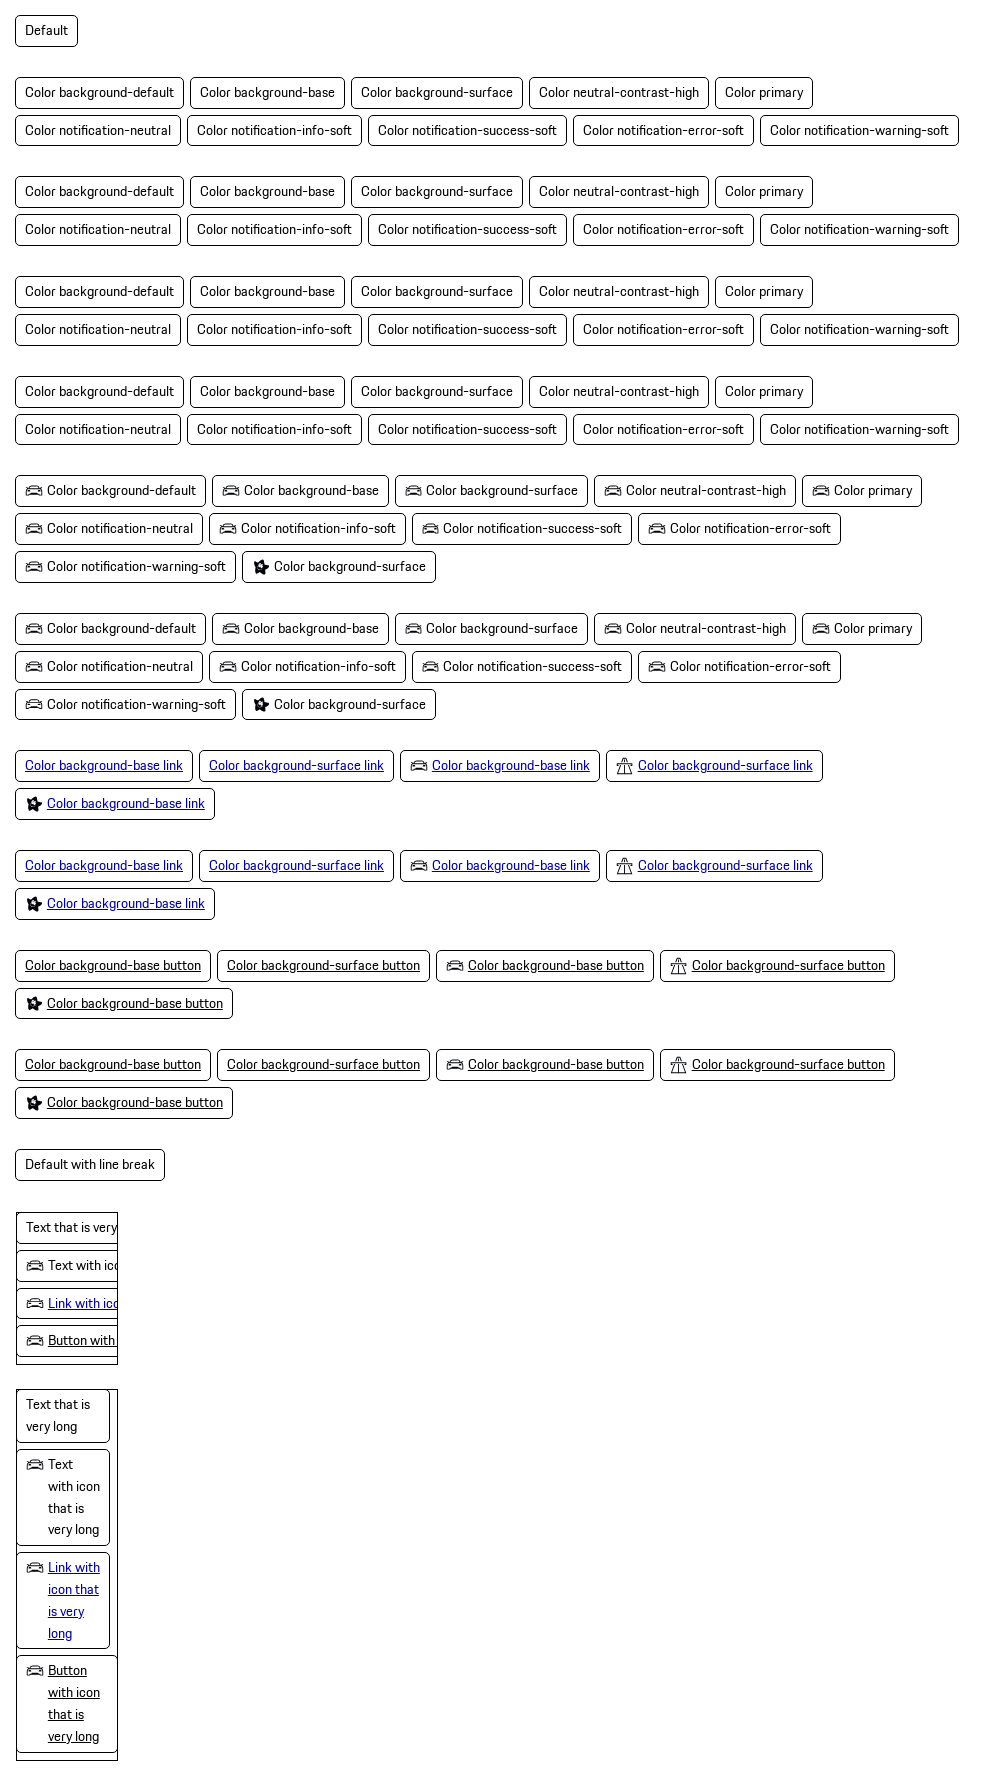 Default
Color background-default Color background-base Color background-surface Color neutral-contrast-high Color primary
Color notification-neutral Color notification-info-soft Color notification-success-soft Color notification-error-soft Color notification-warning-soft
Color background-default Color background-base Color background-surface Color neutral-contrast-high Color primary
Color notification-neutral Color notification-info-soft Color notification-success-soft Color notification-error-soft Color notification-warning-soft
Color background-default Color background-base Color background-surface Color neutral-contrast-high Color primary
Color notification-neutral Color notification-info-soft Color notification-success-soft Color notification-error-soft Color notification-warning-soft
Color background-default Color background-base Color background-surface Color neutral-contrast-high Color primary
Color notification-neutral Color notification-info-soft Color notification-success-soft Color notification-error-soft Color notification-warning-soft
Color background-default Color background-base Color background-surface Color neutral-contrast-high Color primary
Color notification-neutral Color notification-info-soft Color notification-success-soft Color notification-error-soft
Color notification-warning-soft Color background-surface
Color background-default Color background-base Color background-surface Color neutral-contrast-high Color primary
Color notification-neutral Color notification-info-soft Color notification-success-soft Color notification-error-soft
Color notification-warning-soft Color background-surface
Color background-base link Color background-surface link Color background-base link Color background-surface link
Color background-base link
Color background-base link Color background-surface link Color background-base link Color background-surface link
Color background-base link
Color background-base button Color background-surface button Color background-base button Color background-surface button
Color background-base button
Color background-base button Color background-surface button Color background-base button Color background-surface button
Color background-base button
Default with line break
Text that is very
Text with ico
Link with ico
Button with
Text that is
very long
Text
with icon
that is
very long
Link with
icon that
is very
long
Button
with icon
that is
very long